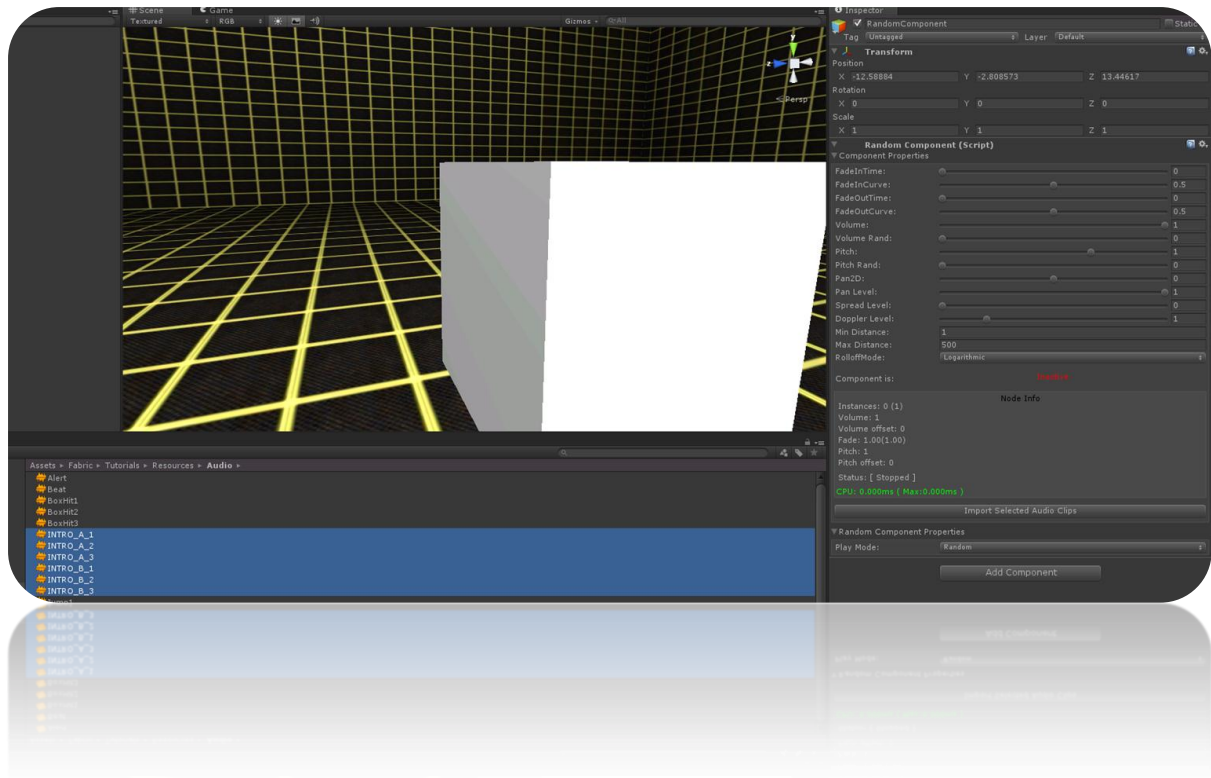 Scene Game
Textured RGB Gizmos Q▾All
y
z
Persp
Assets ▸ Fabric ▸ Tutorials ▸ Resources ▸ Audio ▸
Alert
Beat
BoxHit1
BoxHit2
BoxHit3
INTRO_A_1
INTRO_A_2
INTRO_A_3
INTRO_B_1
INTRO_B_2
INTRO_B_3
Inspector
RandomComponent Static
Tag Untagged Layer Default
Transform
Position
X -12.58884 Y -2.808573 Z 13.44617
Rotation
X 0 Y 0 Z 0
Scale
X 1 Y 1 Z 1
Random Component (Script)
Component Properties
FadeInTime: 0
FadeInCurve: 0.5
FadeOutTime: 0
FadeOutCurve: 0.5
Volume: 1
Volume Rand: 0
Pitch: 1
Pitch Rand: 0
Pan2D: 0
Pan Level: 1
Spread Level: 0
Doppler Level: 1
Min Distance: 1
Max Distance: 500
RolloffMode: Logarithmic
Component is:
Node Info
Instances: 0 (1)
Volume: 1
Volume offset: 0
Fade: 1.00(1.00)
Pitch: 1
Pitch offset: 0
Status: [ Stopped ]
CPU: 0.000ms ( Max:0.000ms )
Import Selected Audio Clips
Random Component Properties
Play Mode: Random
Add Component